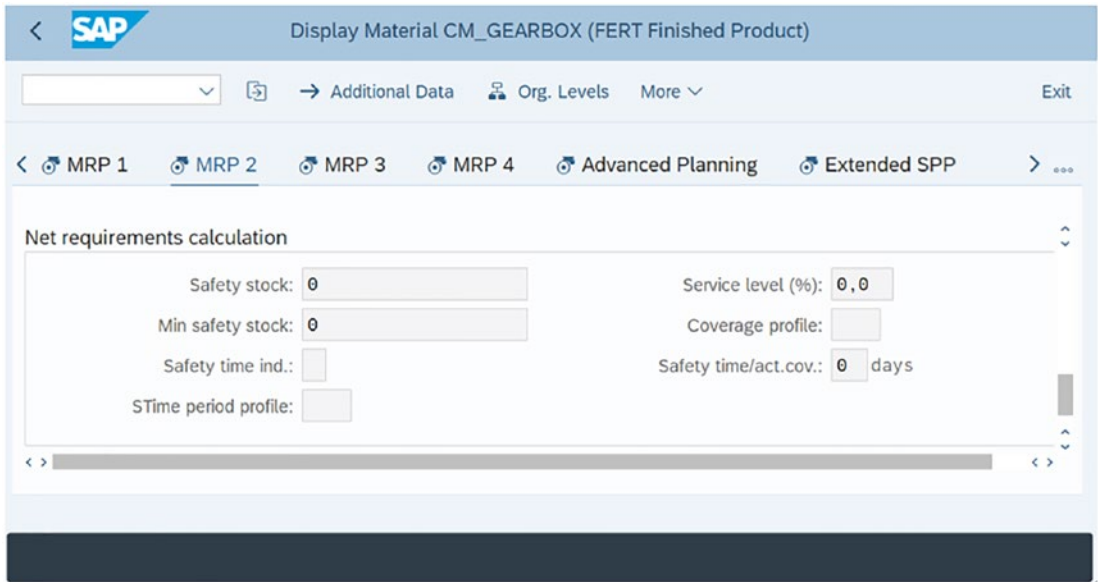 SAP Display Material CM_GEARBOX (FERT Finished Product)
Additional Data Org. Levels More Exit
MRP 1 MRP 2 MRP 3 MRP 4 Advanced Planning Extended SPP
Net requirements calculation
Safety stock: 0 Service level (%): 0,0
Min safety stock: 0 Coverage profile:
Safety time ind.: Safety time/act.cov.: 0 days
STime period profile: